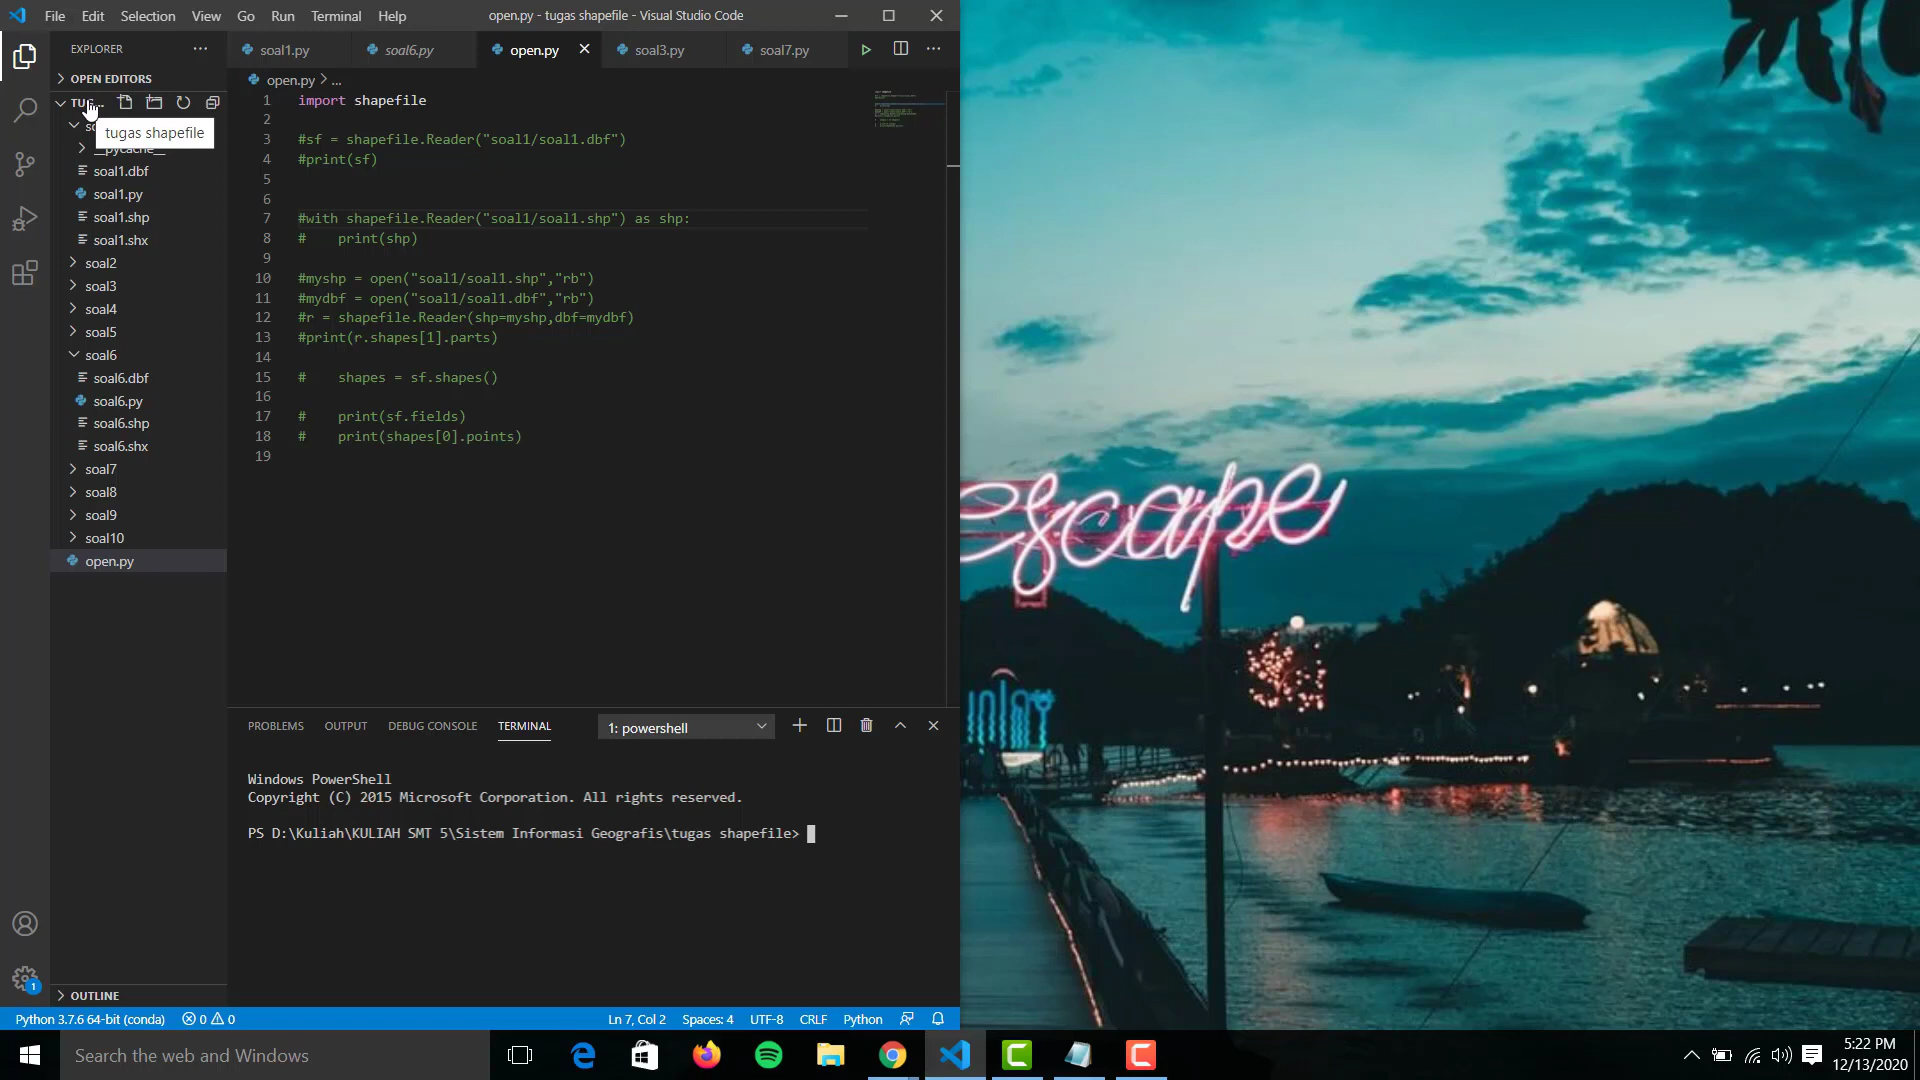 File Edit Selection View Go Run Terminal Help
open.py - tugas shapefile - Visual Studio Code
EXPLORER
soal1.py soal6.py open.py soal3.py soal7.py
OPEN EDITORS
TUG...
tugas shapefile
__pycache__
soal1.dbf
soal1.py
soal1.shp
soal1.shx
soal2
soal3
soal4
soal5
soal6
soal6.dbf
soal6.py
soal6.shp
soal6.shx
soal7
soal8
soal9
soal10
open.py
OUTLINE
open.py > ...
1 import shapefile
2
3 #sf = shapefile.Reader("soal1/soal1.dbf")
4 #print(sf)
5
6
7 #with shapefile.Reader("soal1/soal1.shp") as shp:
8 #    print(shp)
9
10 #myshp = open("soal1/soal1.shp","rb")
11 #mydbf = open("soal1/soal1.dbf","rb")
12 #r = shapefile.Reader(shp=myshp,dbf=mydbf)
13 #print(r.shapes[1].parts)
14
15 #    shapes = sf.shapes()
16
17 #    print(sf.fields)
18 #    print(shapes[0].points)
19
PROBLEMS OUTPUT DEBUG CONSOLE TERMINAL 1: powershell
Windows PowerShell
Copyright (C) 2015 Microsoft Corporation. All rights reserved.
PS D:\Kuliah\KULIAH SMT 5\Sistem Informasi Geografis\tugas shapefile>
1
Python 3.7.6 64-bit (conda) 0 0 Ln 7, Col 2 Spaces: 4 UTF-8 CRLF Python
escape
Search the web and Windows
5:22 PM
12/13/2020